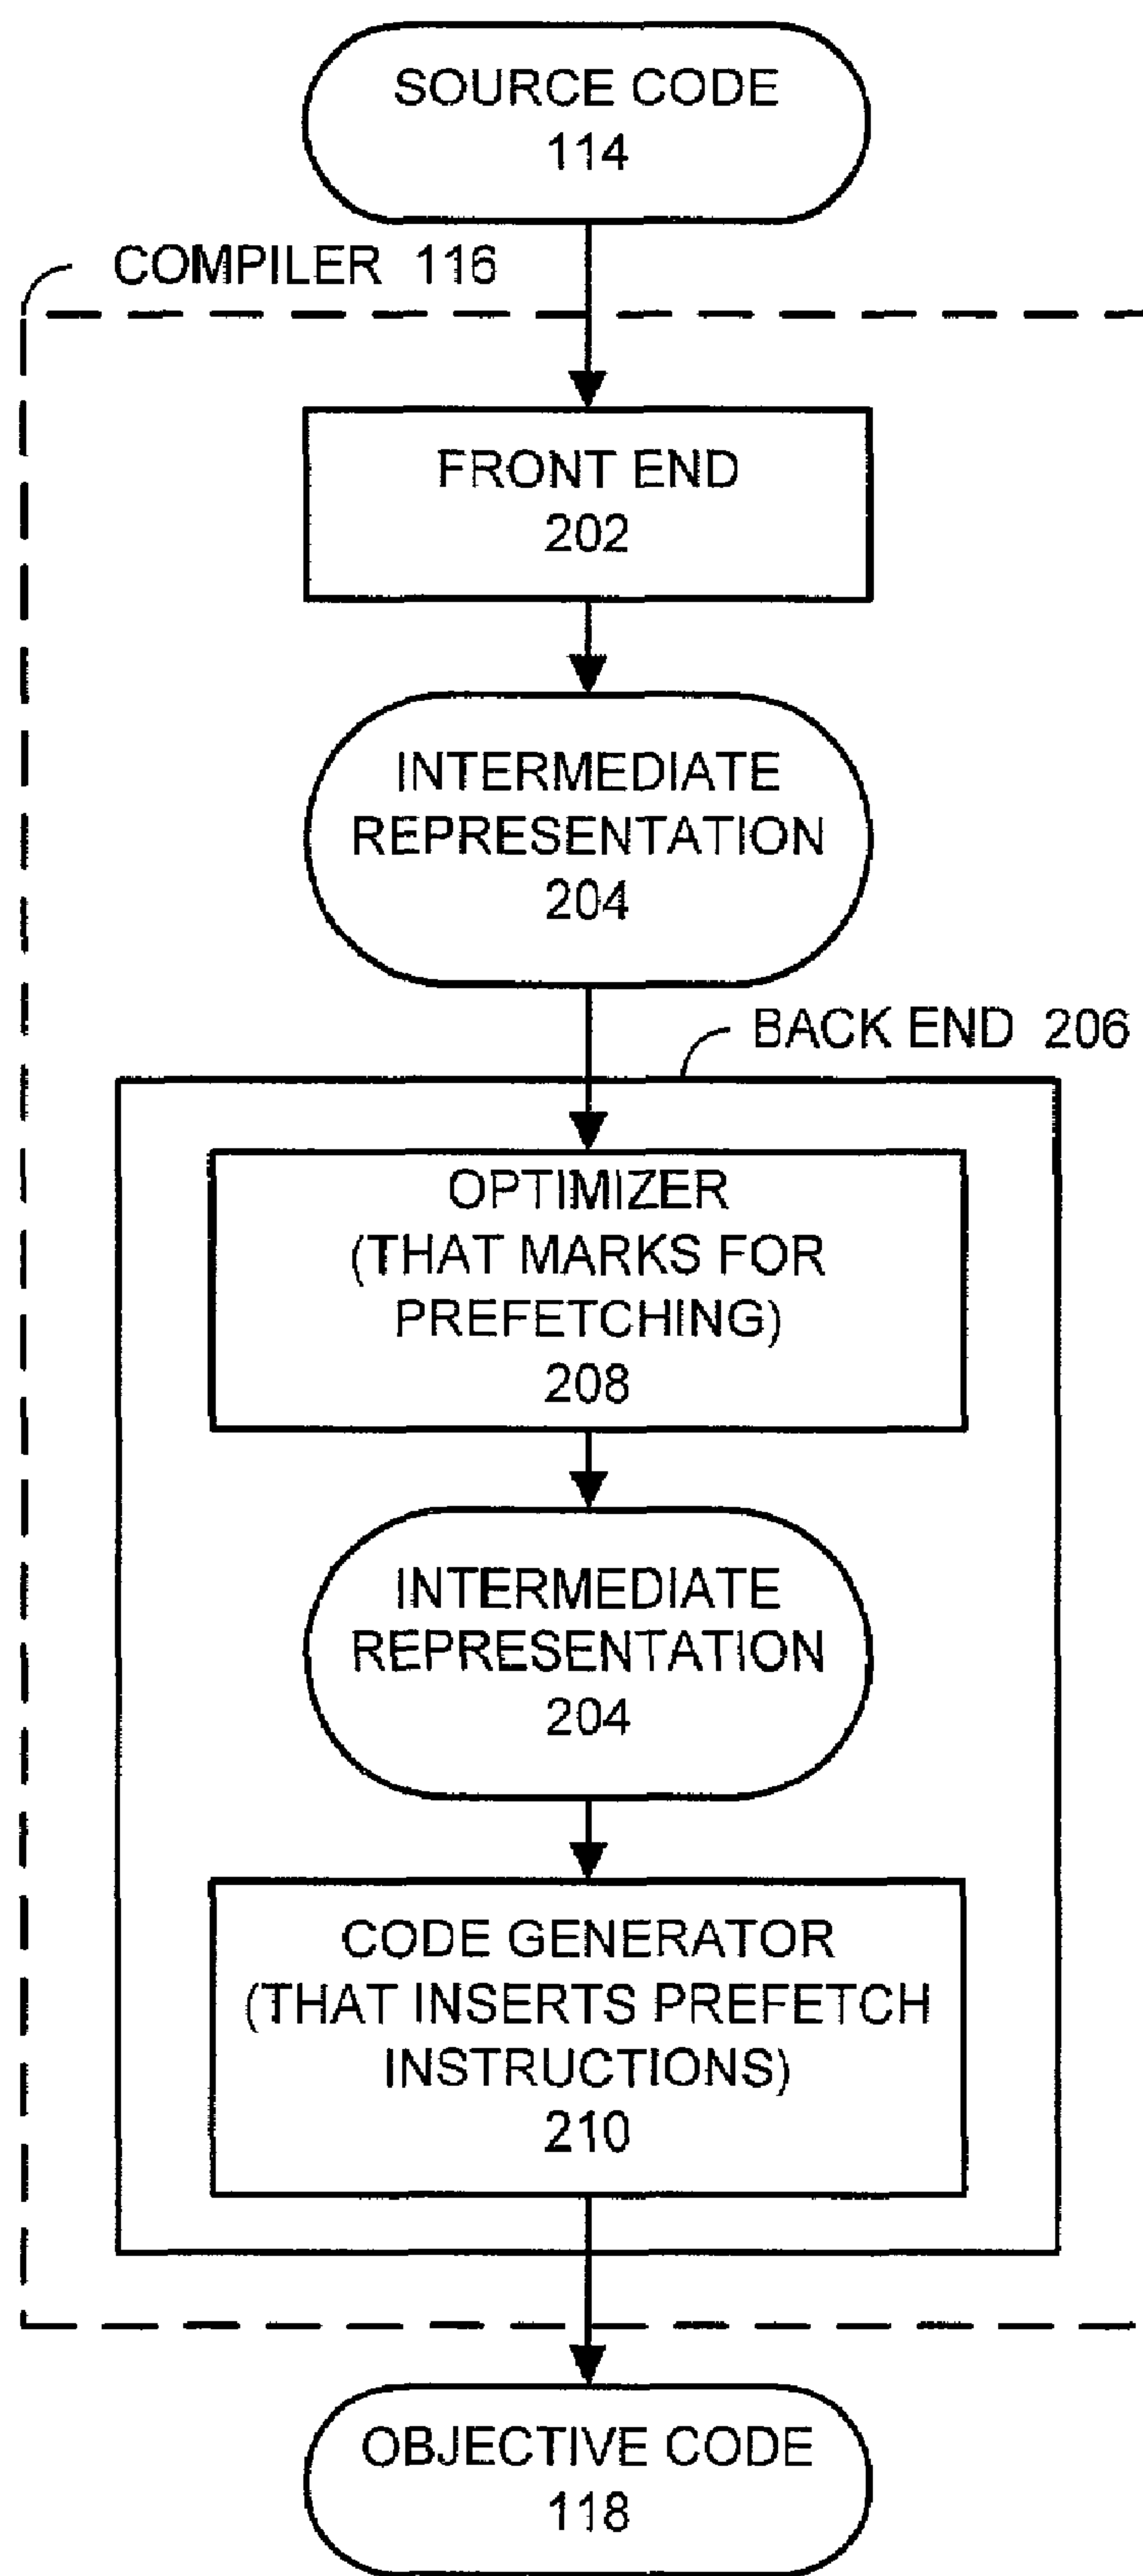 SOURCE CODE
114
COMPILER 116
FRONT END
202
INTERMEDIATE
REPRESENTATION
204
BACK END 206
OPTIMIZER
(THAT MARKS FOR
PREFETCHING)
208
INTERMEDIATE
REPRESENTATION
204
CODE GENERATOR
(THAT INSERTS PREFETCH
INSTRUCTIONS)
210
OBJECTIVE CODE
118